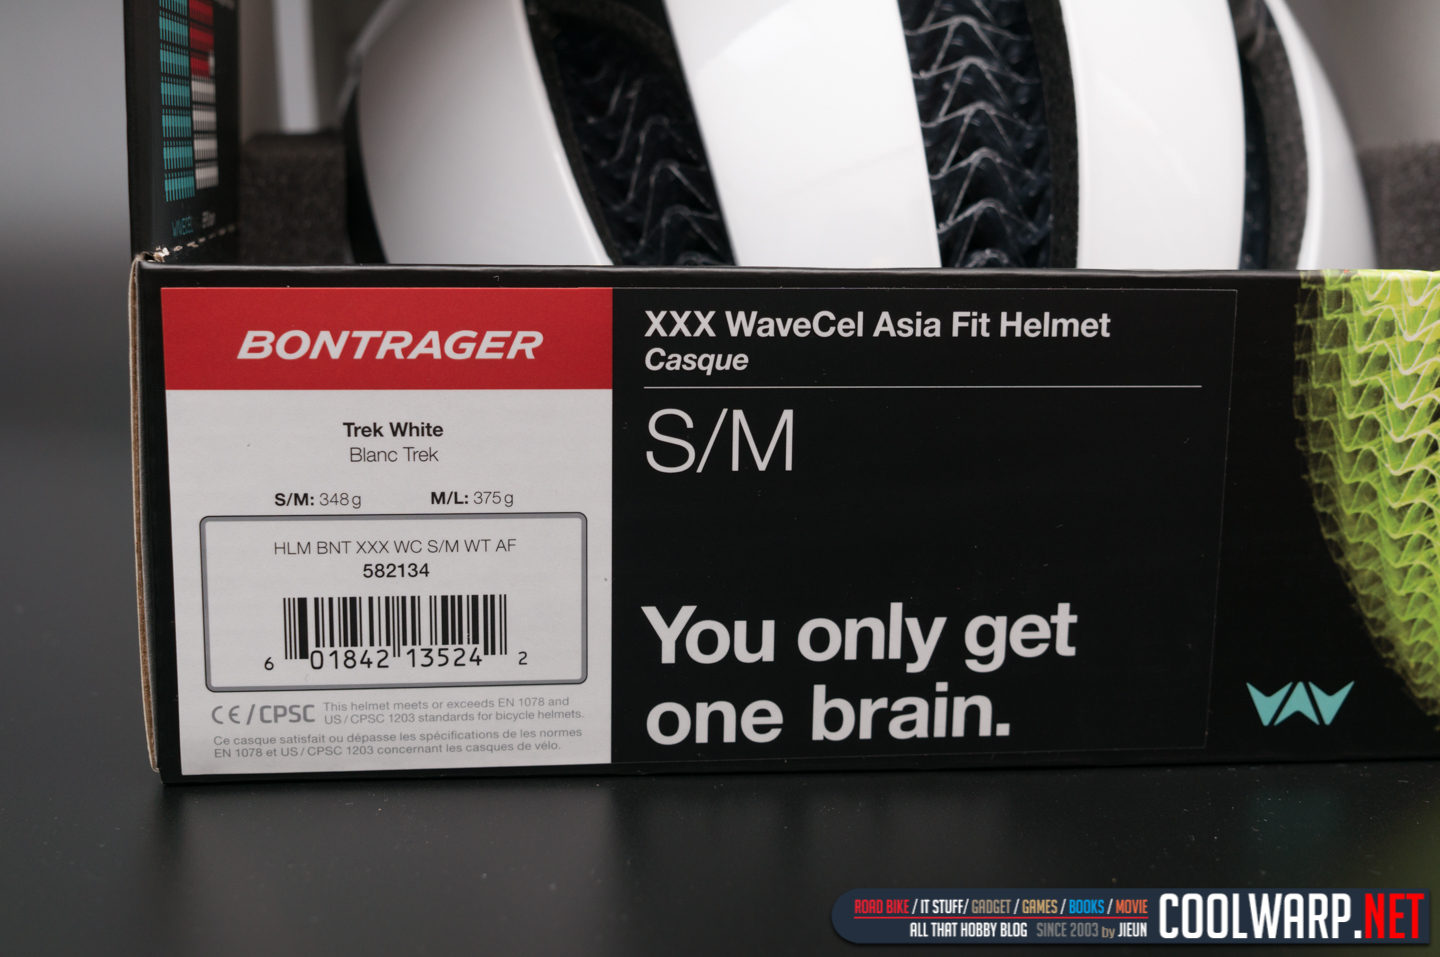 WAVECEL
BONTRAGER
Trek White
Blanc Trek
S/M: 348 g
M/L: 375 g
HLM BNT XXX WC S/M WT AF
582134
6 01842 13524 2
CE / CPSC
This helmet meets or exceeds EN 1078 and
US / CPSC 1203 standards for bicycle helmets.
Ce casque satisfait ou dépasse les spécifications de les normes
EN 1078 et US / CPSC 1203 concernant les casques de vélo.
XXX WaveCel Asia Fit Helmet
Casque
S/M
You only get
one brain.
ROAD BIKE / IT STUFF/ GADGET / GAMES / BOOKS / MOVIE
ALL THAT HOBBY BLOG SINCE 2003 by JIEUN
COOLWARP.NET